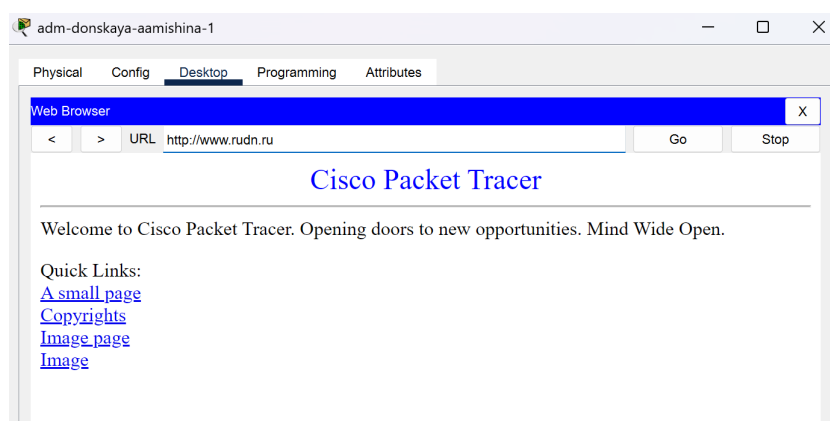 adm-donskaya-aamishina-1
Physical Config Desktop Programming Attributes
Web Browser X
< > URL http://www.rudn.ru Go Stop
Cisco Packet Tracer
Welcome to Cisco Packet Tracer. Opening doors to new opportunities. Mind Wide Open.
Quick Links:
A small page
Copyrights
Image page
Image